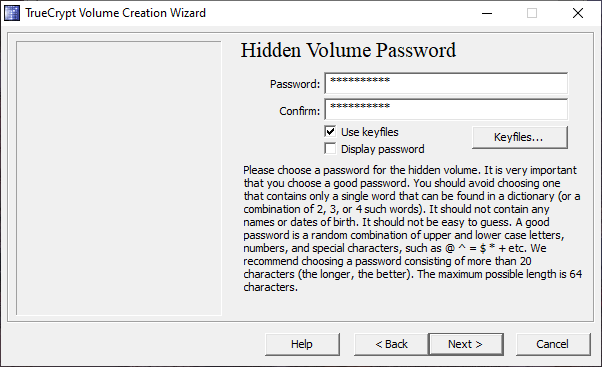 TrueCrypt Volume Creation Wizard
Hidden Volume Password
Password: **********
Confirm: **********
Use keyfiles
Keyfiles...
Display password
Please choose a password for the hidden volume. It is very important
that you choose a good password. You should avoid choosing one
that contains only a single word that can be found in a dictionary (or a
combination of 2, 3, or 4 such words). It should not contain any
names or dates of birth. It should not be easy to guess. A good
password is a random combination of upper and lower case letters,
numbers, and special characters, such as @ ^ = $ * + etc. We
recommend choosing a password consisting of more than 20
characters (the longer, the better). The maximum possible length is 64
characters.
Help
< Back
Next >
Cancel